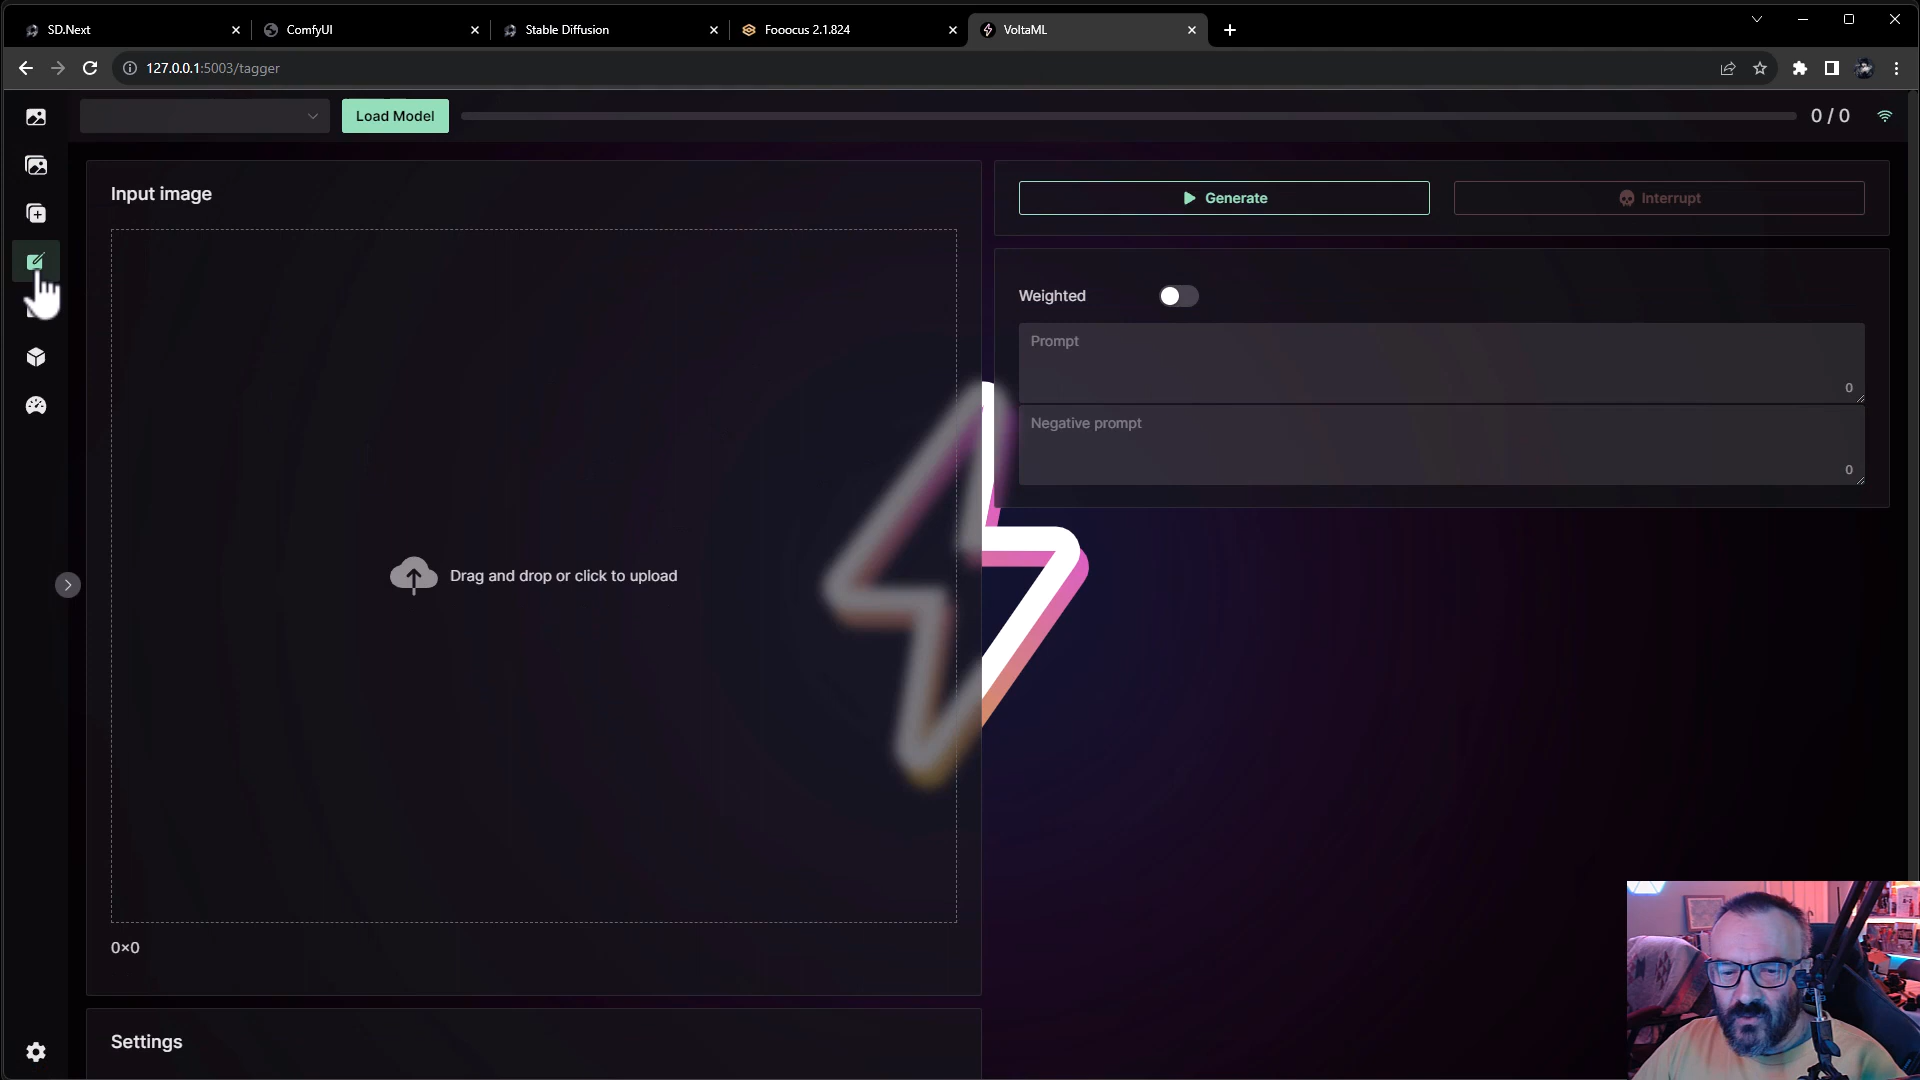 SD.Next
ComfyUI
Stable Diffusion
Fooocus 2.1.824
VoltaML
127.0.0.1:5003/tagger
Load Model
0 / 0
Input image
Generate
Interrupt
Weighted
Prompt
0
Negative prompt
0
Drag and drop or click to upload
0×0
Settings